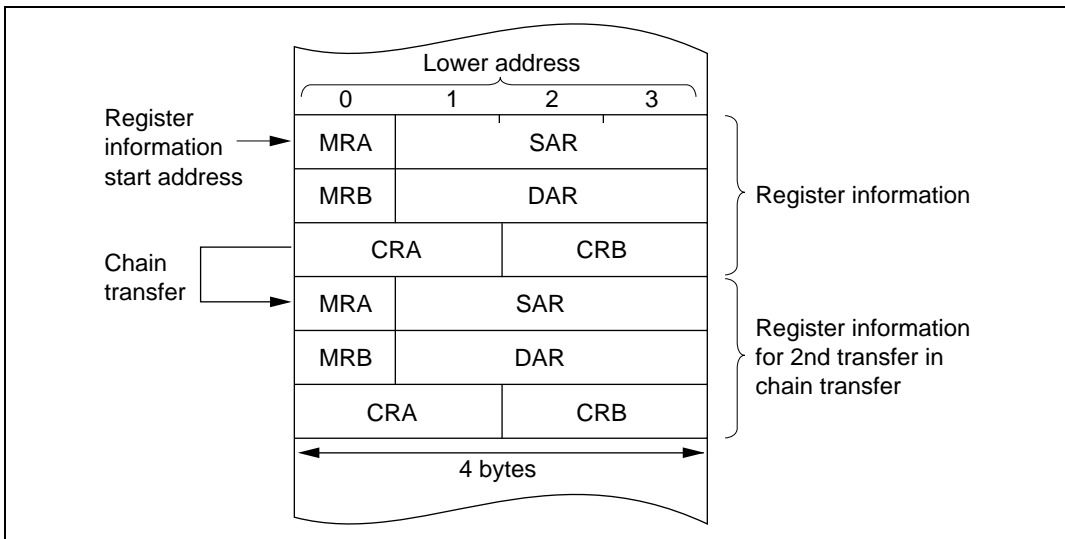 Lower address
0 1 2 3
Register
information
start address
MRA SAR
MRB DAR
Register information
CRA CRB
Chain
transfer
MRA SAR
MRB DAR
Register information
for 2nd transfer in
chain transfer
CRA CRB
4 bytes